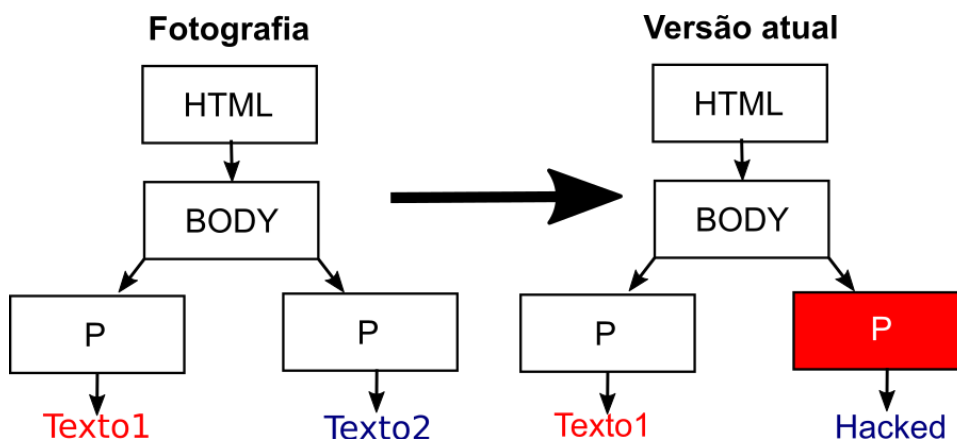 Fotografia
Versão atual
HTML
HTML
BODY
BODY
P
P
P
P
Texto1
Texto2
Texto1
Hacked